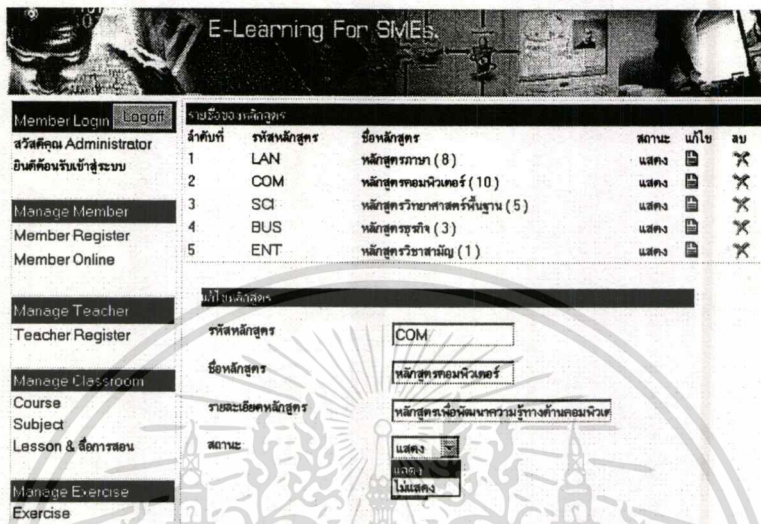 E-Learning For SMEs.
Member Login Logoff
สวัสดีคุณ Administrator
ยินดีต้อนรับเข้าสู่ระบบ
Manage Member
Member Register
Member Online
Manage Teacher
Teacher Register
Manage Classroom
Course
Subject
Lesson & สื่อการสอน
Manage Exercise
Exercise
รายชื่อของหลักสูตร
ลำดับที่ รหัสหลักสูตร ชื่อหลักสูตร สถานะ แก้ไข ลบ
1 LAN หลักสูตรภาษา ( 8 ) แสดง
2 COM หลักสูตรคอมพิวเตอร์ ( 10 ) แสดง
3 SCI หลักสูตรวิทยาศาสตร์พื้นฐาน ( 5 ) แสดง
4 BUS หลักสูตรธุรกิจ ( 3 ) แสดง
5 ENT หลักสูตรวิชาสามัญ ( 1 ) แสดง
แก้ไขหลักสูตร
รหัสหลักสูตร COM
ชื่อหลักสูตร หลักสูตรคอมพิวเตอร์
รายละเอียดหลักสูตร หลักสูตรเพื่อพัฒนาความรู้ทางด้านคอมพิวเต
สถานะ แสดง
แสดง
ไม่แสดง